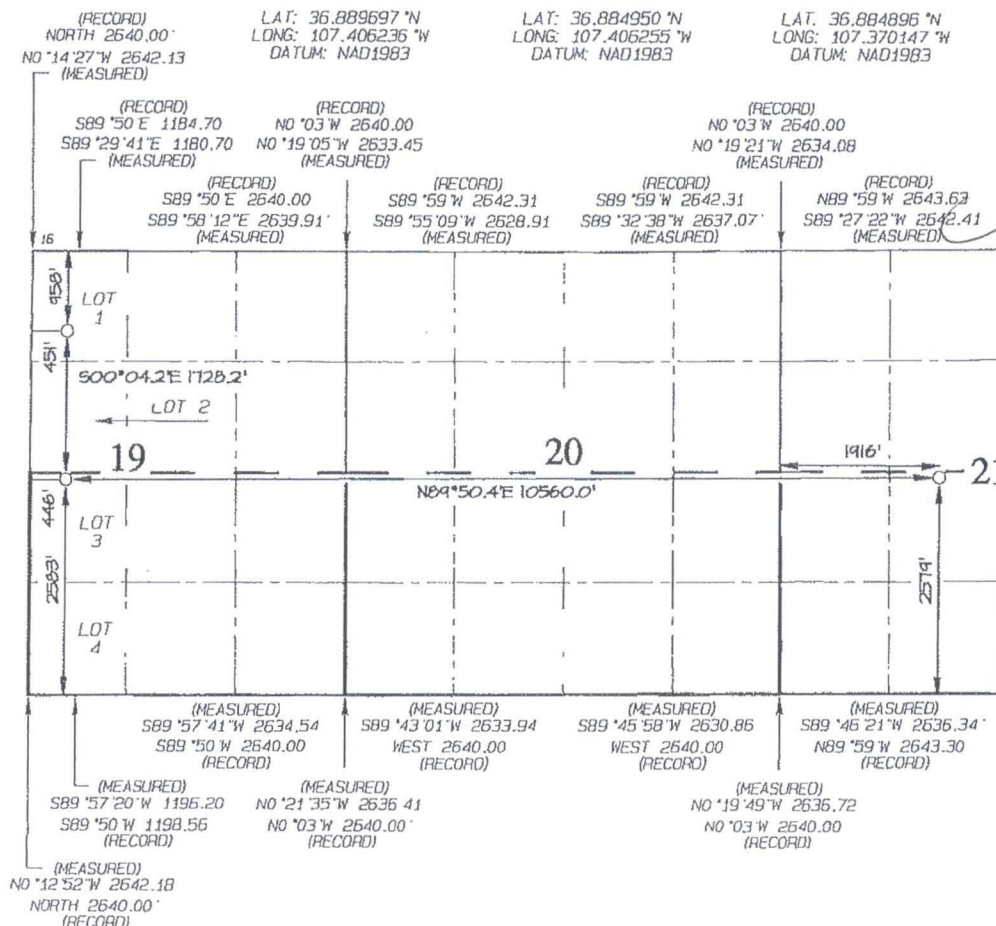 (RECORD)
NORTH 2640.00'
N0°14'27"W 2642.13
(MEASURED)
LAT: 36.889697 °N
LONG: 107.406236 °W
DATUM: NAD1983
LAT: 36.884950 °N
LONG: 107.406255 °W
DATUM: NAD1983
LAT: 36.884896 °N
LONG: 107.370147 °W
DATUM: NAD1983
(RECORD)
S89°50'E 1184.70
S89°29'41"E 1180.70
(MEASURED)
(RECORD)
N0°03'W 2640.00
N0°19'05"W 2633.45
(MEASURED)
(RECORD)
N0°03'W 2640.00
N0°19'21"W 2634.08
(MEASURED)
(RECORD)
S89°50'E 2640.00
S89°58'12"E 2639.91'
(MEASURED)
(RECORD)
S89°59'W 2642.31
S89°55'09"W 2628.91
(MEASURED)
(RECORD)
S89°59'W 2642.31
S89°32'38"W 2637.07'
(MEASURED)
(RECORD)
N89°59'W 2643.63
S89°27'22"W 2642.41
(MEASURED)
16
958'
LOT
1
451'
S00°04.2'E 1728.2'
LOT 2
19
20
1916'
21
N89°50.4'E 10560.0'
446'
LOT
3
2583'
2579'
LOT
4
(MEASURED)
S89°57'41"W 2634.54
S89°50'W 2640.00
(RECORD)
(MEASURED)
S89°43'01"W 2633.94
WEST 2640.00
(RECORD)
(MEASURED)
S89°45'58"W 2630.86
WEST 2640.00
(RECORD)
(MEASURED)
S89°46'21"W 2636.34'
N89°59'W 2643.30
(RECORD)
(MEASURED)
S89°57'20"W 1196.20
S89°50'W 1198.56
(RECORD)
(MEASURED)
N0°21'35"W 2636.41
N0°03'W 2640.00'
(RECORD)
(MEASURED)
N0°19'49"W 2636.72
N0°03'W 2640.00
(RECORD)
(MEASURED)
N0°12'52"W 2642.18
NORTH 2640.00'
(RECORD)